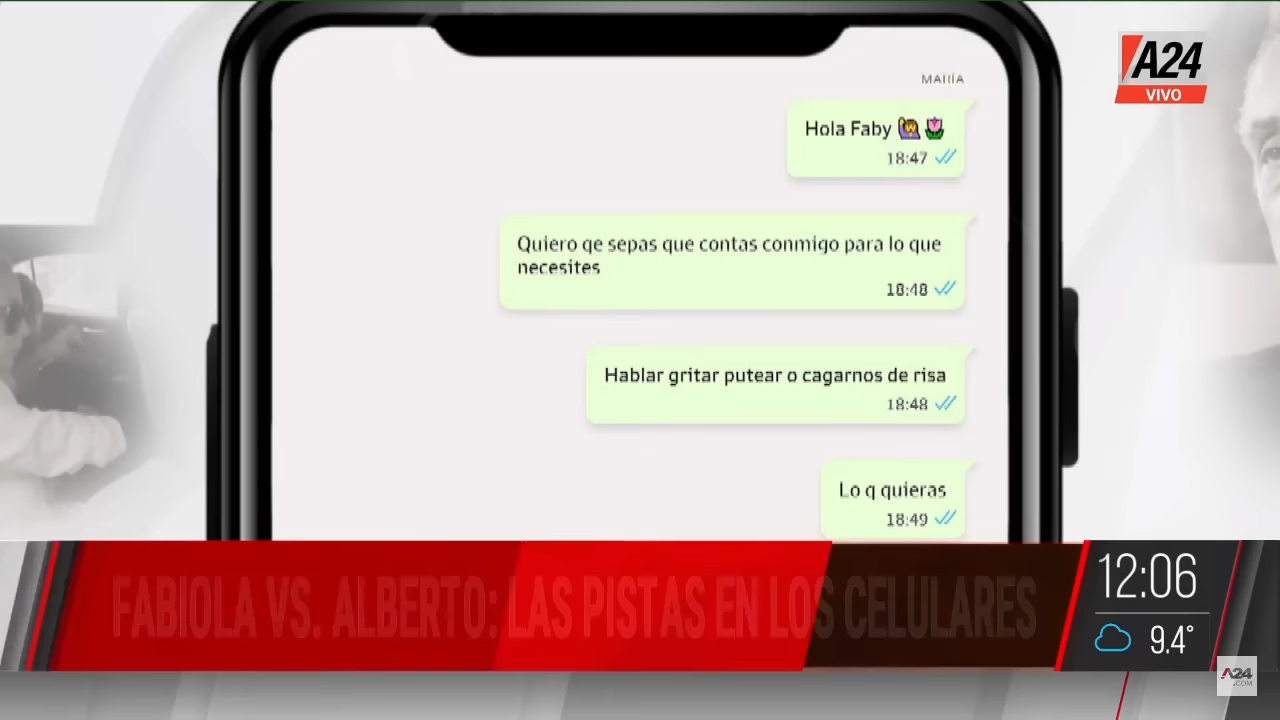 A24
VIVO
MARÍA
Hola Faby 🙋🌷
18:47
Quiero qe sepas que contas conmigo para lo que
necesites
18:48
Hablar gritar putear o cagarnos de risa
18:48
Lo q quieras
18:49
FABIOLA VS. ALBERTO: LAS PISTAS EN LOS CELULARES
12:06
9.4°
A24
.COM